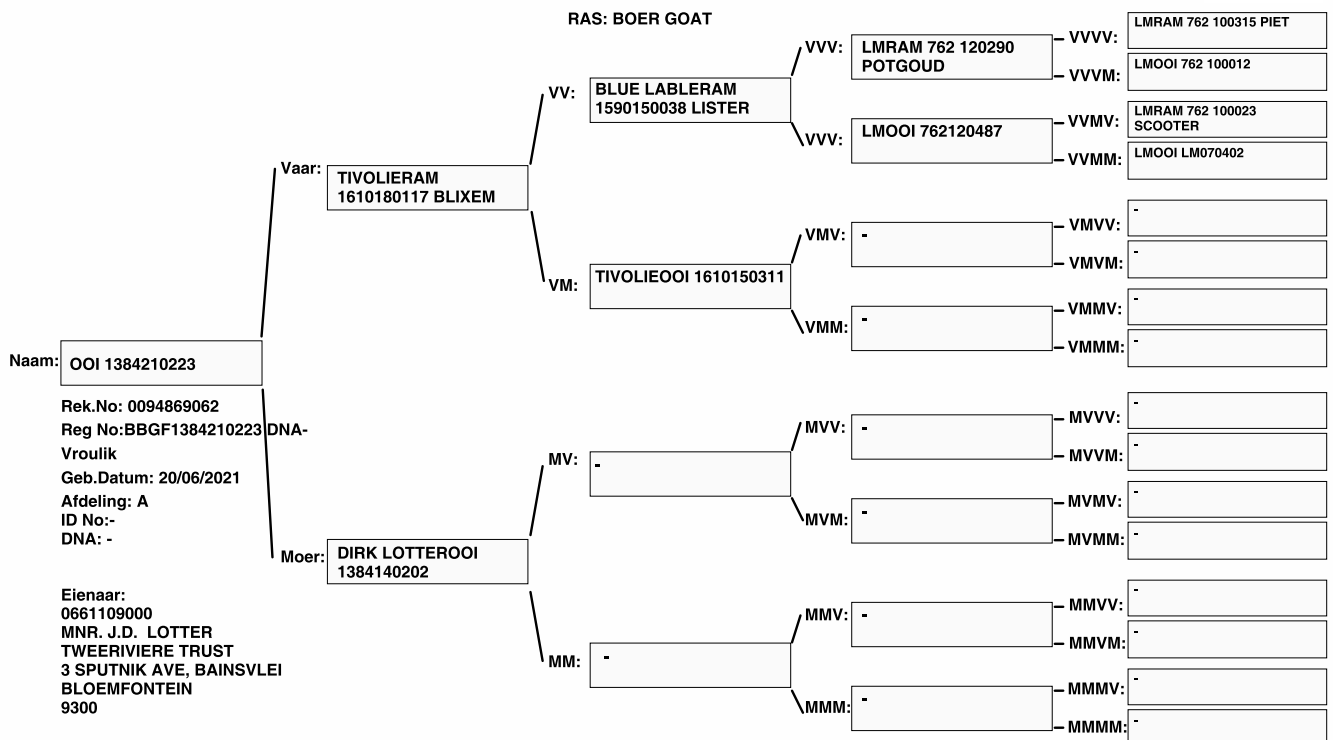 RAS: BOER GOAT
Naam: OOI 1384210223
Rek.No: 0094869062
Reg No:BBGF1384210223 DNA-
Vroulik
Geb.Datum: 20/06/2021
Afdeling: A
ID No:-
DNA: -
Eienaar:
0661109000
MNR. J.D. LOTTER
TWEERIVIERE TRUST
3 SPUTNIK AVE, BAINSVLEI
BLOEMFONTEIN
9300
Vaar: TIVOLIERAM
1610180117 BLIXEM
Moer: DIRK LOTTEROOI
1384140202
VV: BLUE LABLERAM
1590150038 LISTER
VM: TIVOLIEOOI 1610150311
MV: -
MM: -
VVV: LMRAM 762 120290
POTGOUD
VVV: LMOOI 762120487
VMV: -
VMM: -
MVV: -
MVM: -
MMV: -
MMM: -
VVVV: LMRAM 762 100315 PIET
VVVM: LMOOI 762 100012
VVMV: LMRAM 762 100023
SCOOTER
VVMM: LMOOI LM070402
VMVV: -
VMVM: -
VMMV: -
VMMM: -
MVVV: -
MVVM: -
MVMV: -
MVMM: -
MMVV: -
MMVM: -
MMMV: -
MMMM: -